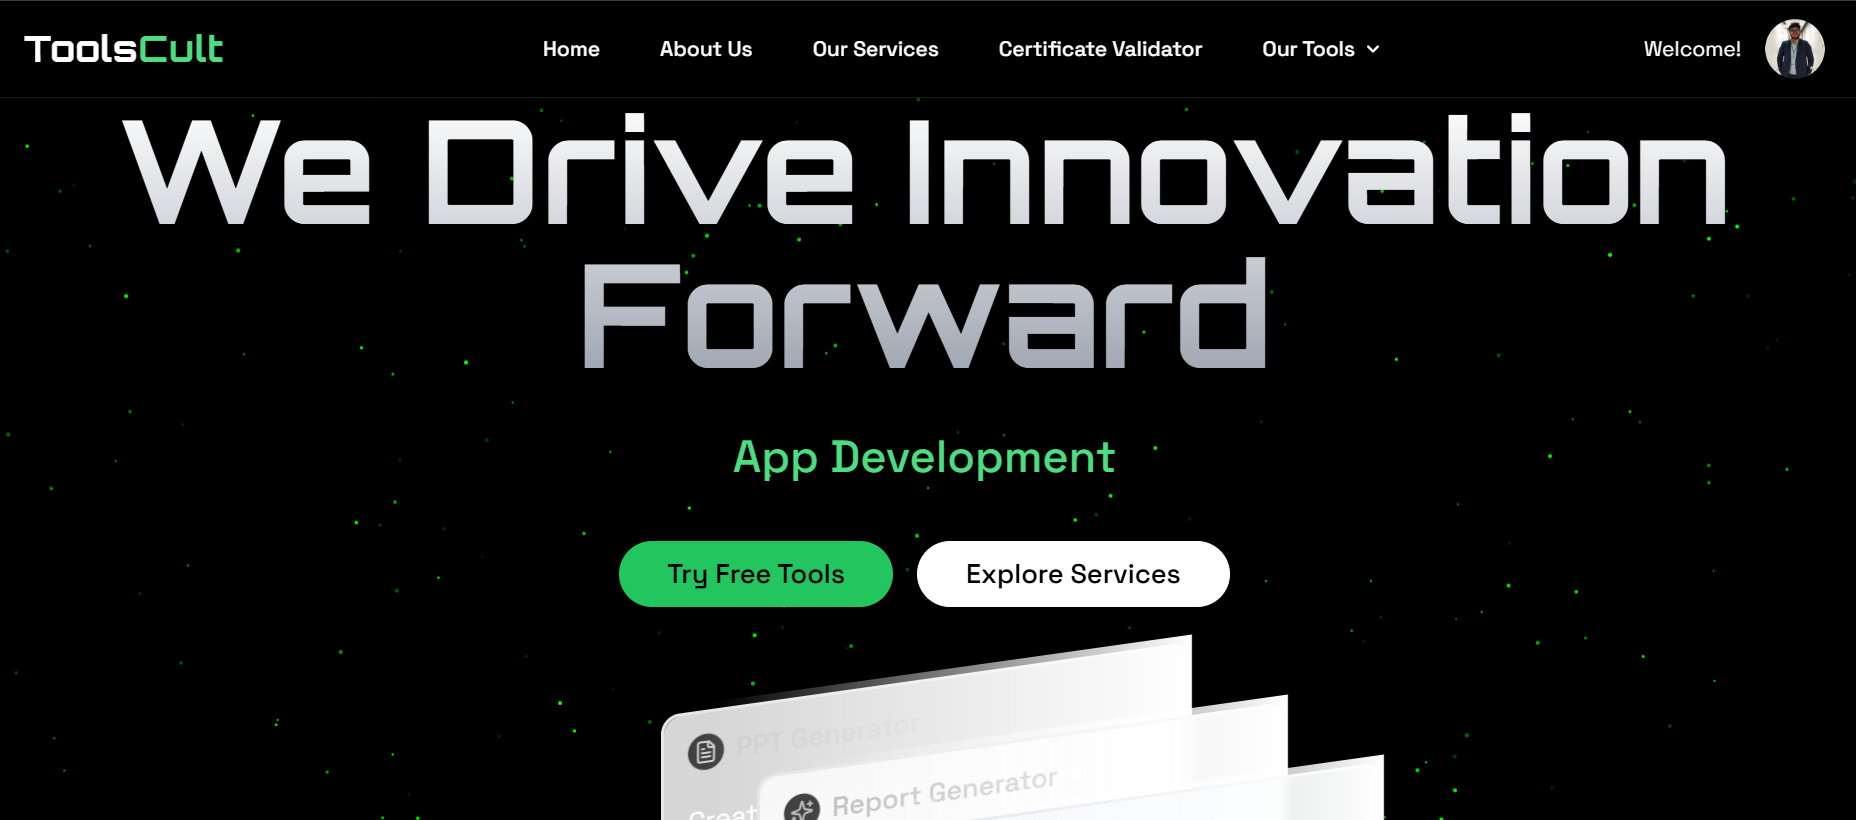 ToolsCult
Home
About Us
Our Services
Certificate Validator
Our Tools
Welcome!
We Drive Innovation
Forward
App Development
Try Free Tools
Explore Services
PPT Generator
Report Generator
Creat